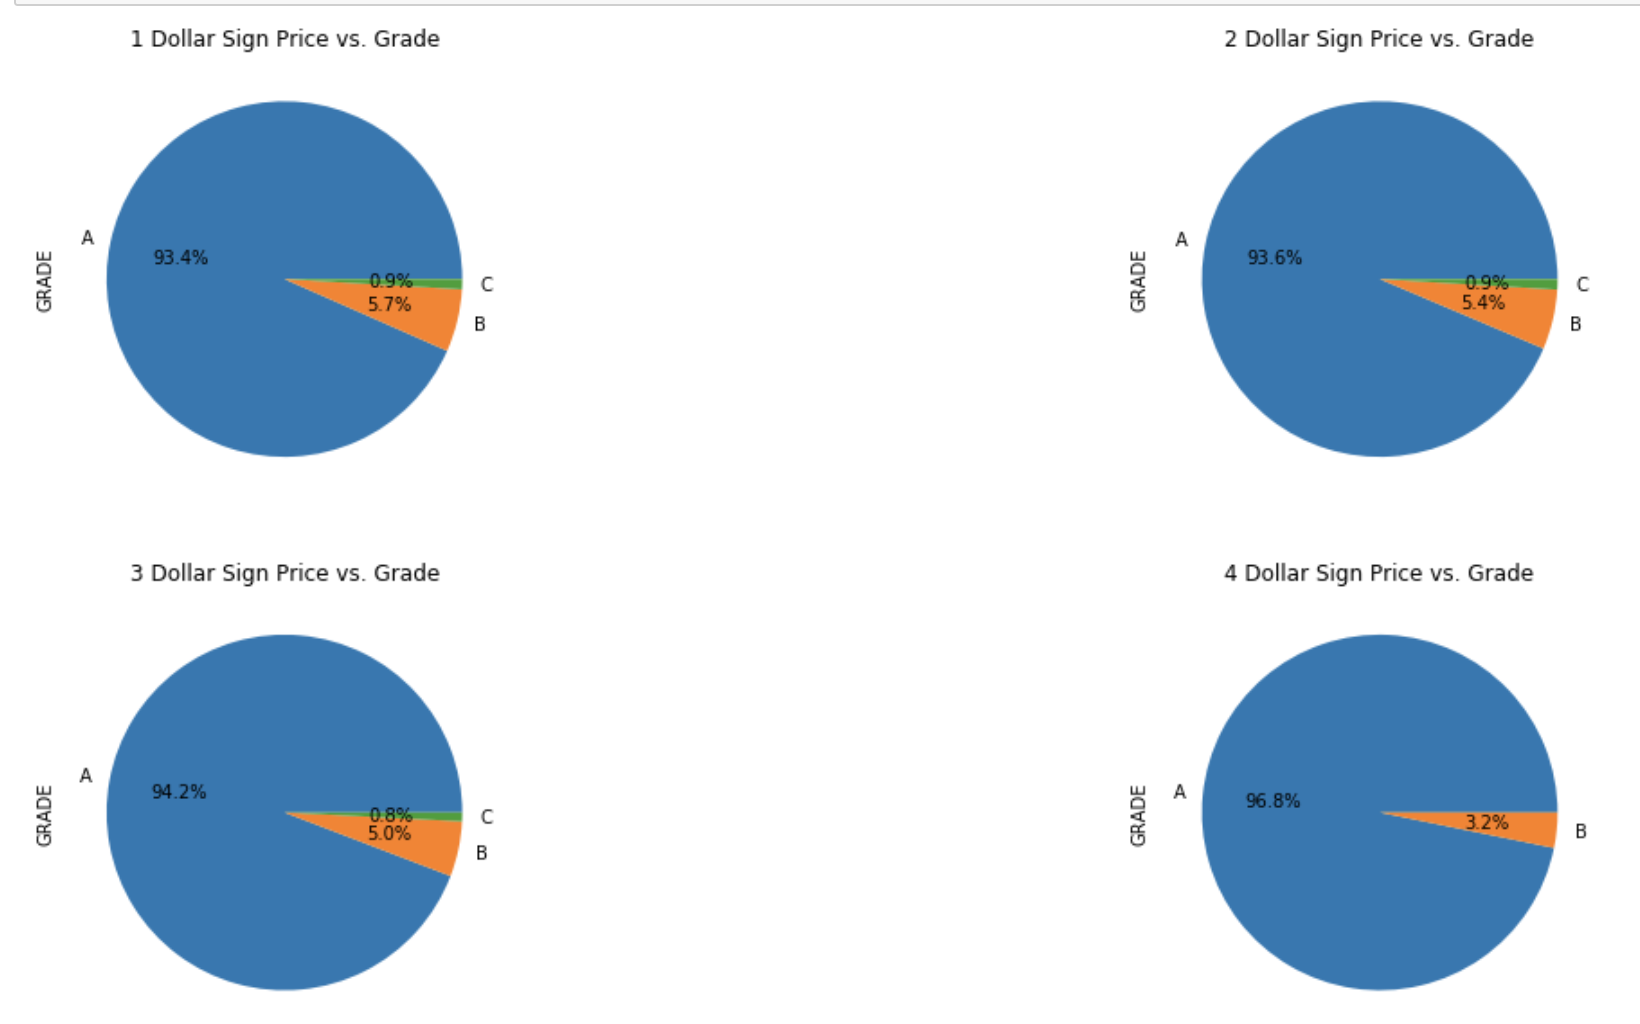 1 Dollar Sign Price vs. Grade
A
93.4%
GRADE
0.9%
C
5.7%
B
2 Dollar Sign Price vs. Grade
A
93.6%
GRADE
0.9%
C
5.4%
B
3 Dollar Sign Price vs. Grade
A
94.2%
GRADE
0.8%
C
5.0%
B
4 Dollar Sign Price vs. Grade
A
96.8%
GRADE
3.2%
B